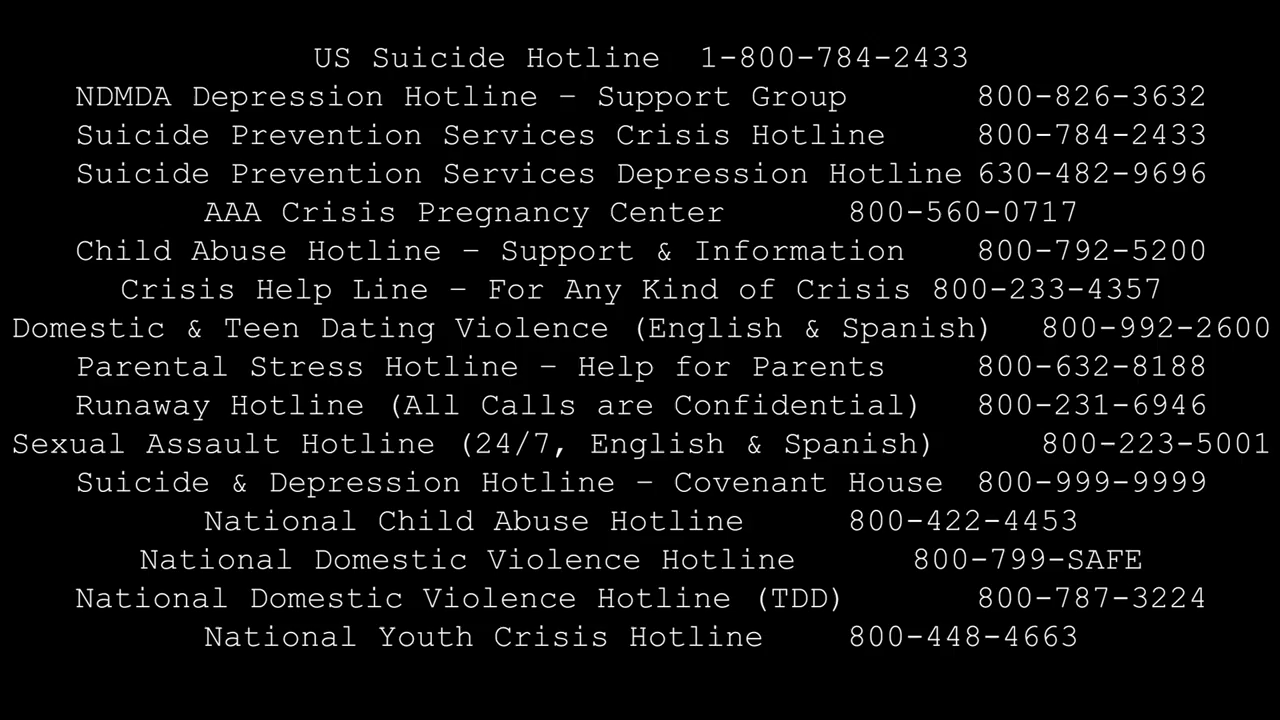 US Suicide Hotline 1-800-784-2433
NDMDA Depression Hotline – Support Group 800-826-3632
Suicide Prevention Services Crisis Hotline 800-784-2433
Suicide Prevention Services Depression Hotline 630-482-9696
AAA Crisis Pregnancy Center 800-560-0717
Child Abuse Hotline – Support & Information 800-792-5200
Crisis Help Line – For Any Kind of Crisis 800-233-4357
Domestic & Teen Dating Violence (English & Spanish) 800-992-2600
Parental Stress Hotline – Help for Parents 800-632-8188
Runaway Hotline (All Calls are Confidential) 800-231-6946
Sexual Assault Hotline (24/7, English & Spanish) 800-223-5001
Suicide & Depression Hotline – Covenant House 800-999-9999
National Child Abuse Hotline 800-422-4453
National Domestic Violence Hotline 800-799-SAFE
National Domestic Violence Hotline (TDD) 800-787-3224
National Youth Crisis Hotline 800-448-4663